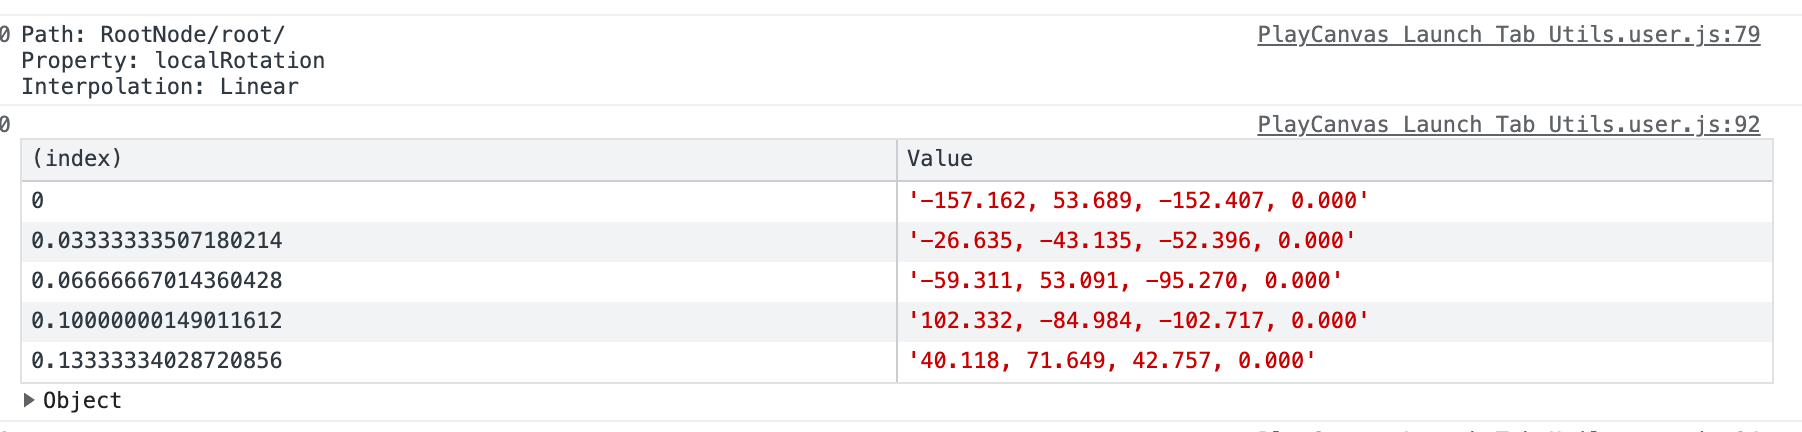 0 Path: RootNode/root/ PlayCanvas Launch Tab Utils.user.js:79
Property: localRotation
Interpolation: Linear
0 PlayCanvas Launch Tab Utils.user.js:92
(index) Value
0 '-157.162, 53.689, -152.407, 0.000'
0.03333333507180214 '-26.635, -43.135, -52.396, 0.000'
0.06666667014360428 '-59.311, 53.091, -95.270, 0.000'
0.10000000149011612 '102.332, -84.984, -102.717, 0.000'
0.13333334028720856 '40.118, 71.649, 42.757, 0.000'
Object